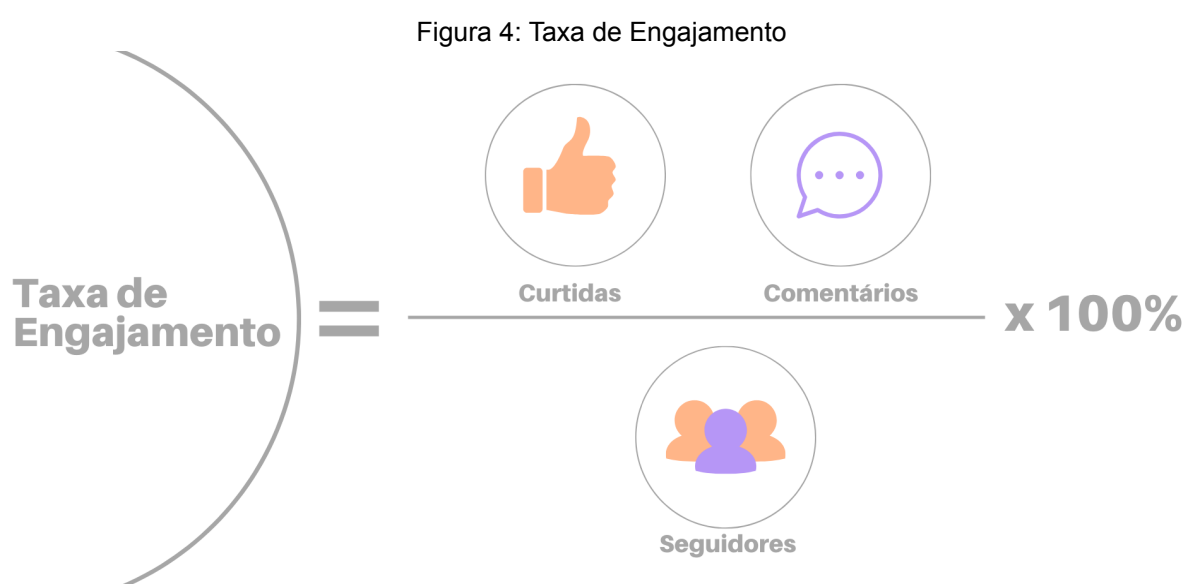 Figura 4: Taxa de Engajamento
Taxa de
Engajamento
=
Curtidas
Comentários
x 100%
Seguidores